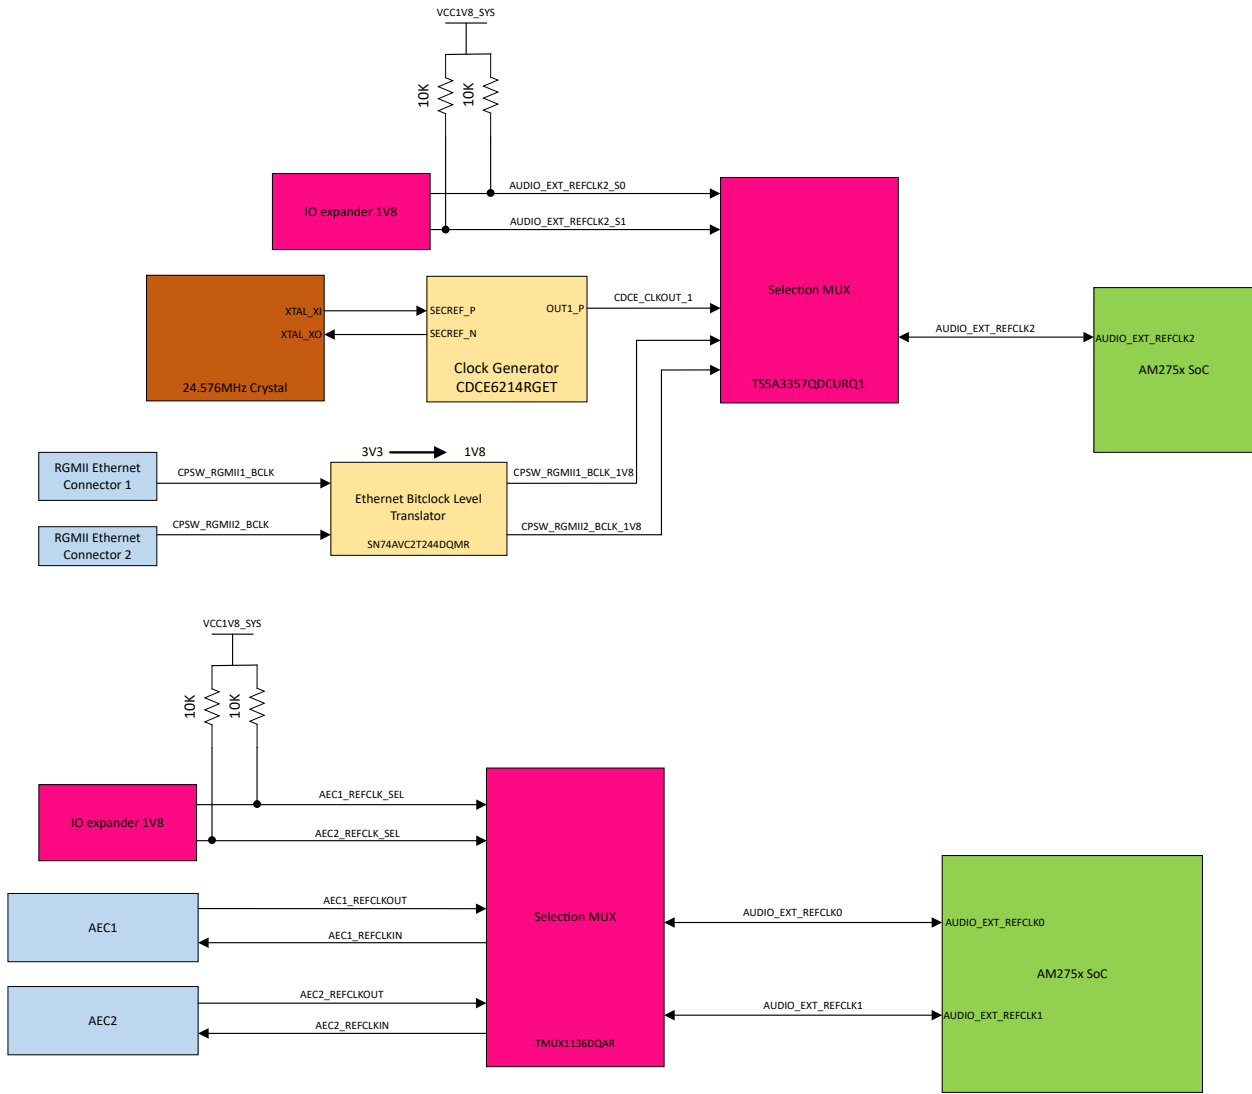 VCC1V8_SYS
10K
10K
IO expander 1V8
AUDIO_EXT_REFCLK2_S0
AUDIO_EXT_REFCLK2_S1
Selection MUX
TS5A3357QDCURQ1
XTAL_XI
XTAL_XO
24.576MHz Crystal
SECREF_P
SECREF_N
OUT1_P
Clock Generator
CDCE6214RGET
CDCE_CLKOUT_1
AUDIO_EXT_REFCLK2
AUDIO_EXT_REFCLK2
AM275x SoC
RGMII Ethernet
Connector 1
CPSW_RGMII1_BCLK
RGMII Ethernet
Connector 2
CPSW_RGMII2_BCLK
3V3
1V8
Ethernet Bitclock Level
Translator
SN74AVC2T244DQMR
CPSW_RGMII1_BCLK_1V8
CPSW_RGMII2_BCLK_1V8
VCC1V8_SYS
10K
10K
IO expander 1V8
AEC1_REFCLK_SEL
AEC2_REFCLK_SEL
AEC1
AEC1_REFCLKOUT
AEC1_REFCLKIN
AEC2
AEC2_REFCLKOUT
AEC2_REFCLKIN
Selection MUX
TMUX1136DQAR
AUDIO_EXT_REFCLK0
AUDIO_EXT_REFCLK1
AUDIO_EXT_REFCLK0
AM275x SoC
AUDIO_EXT_REFCLK1